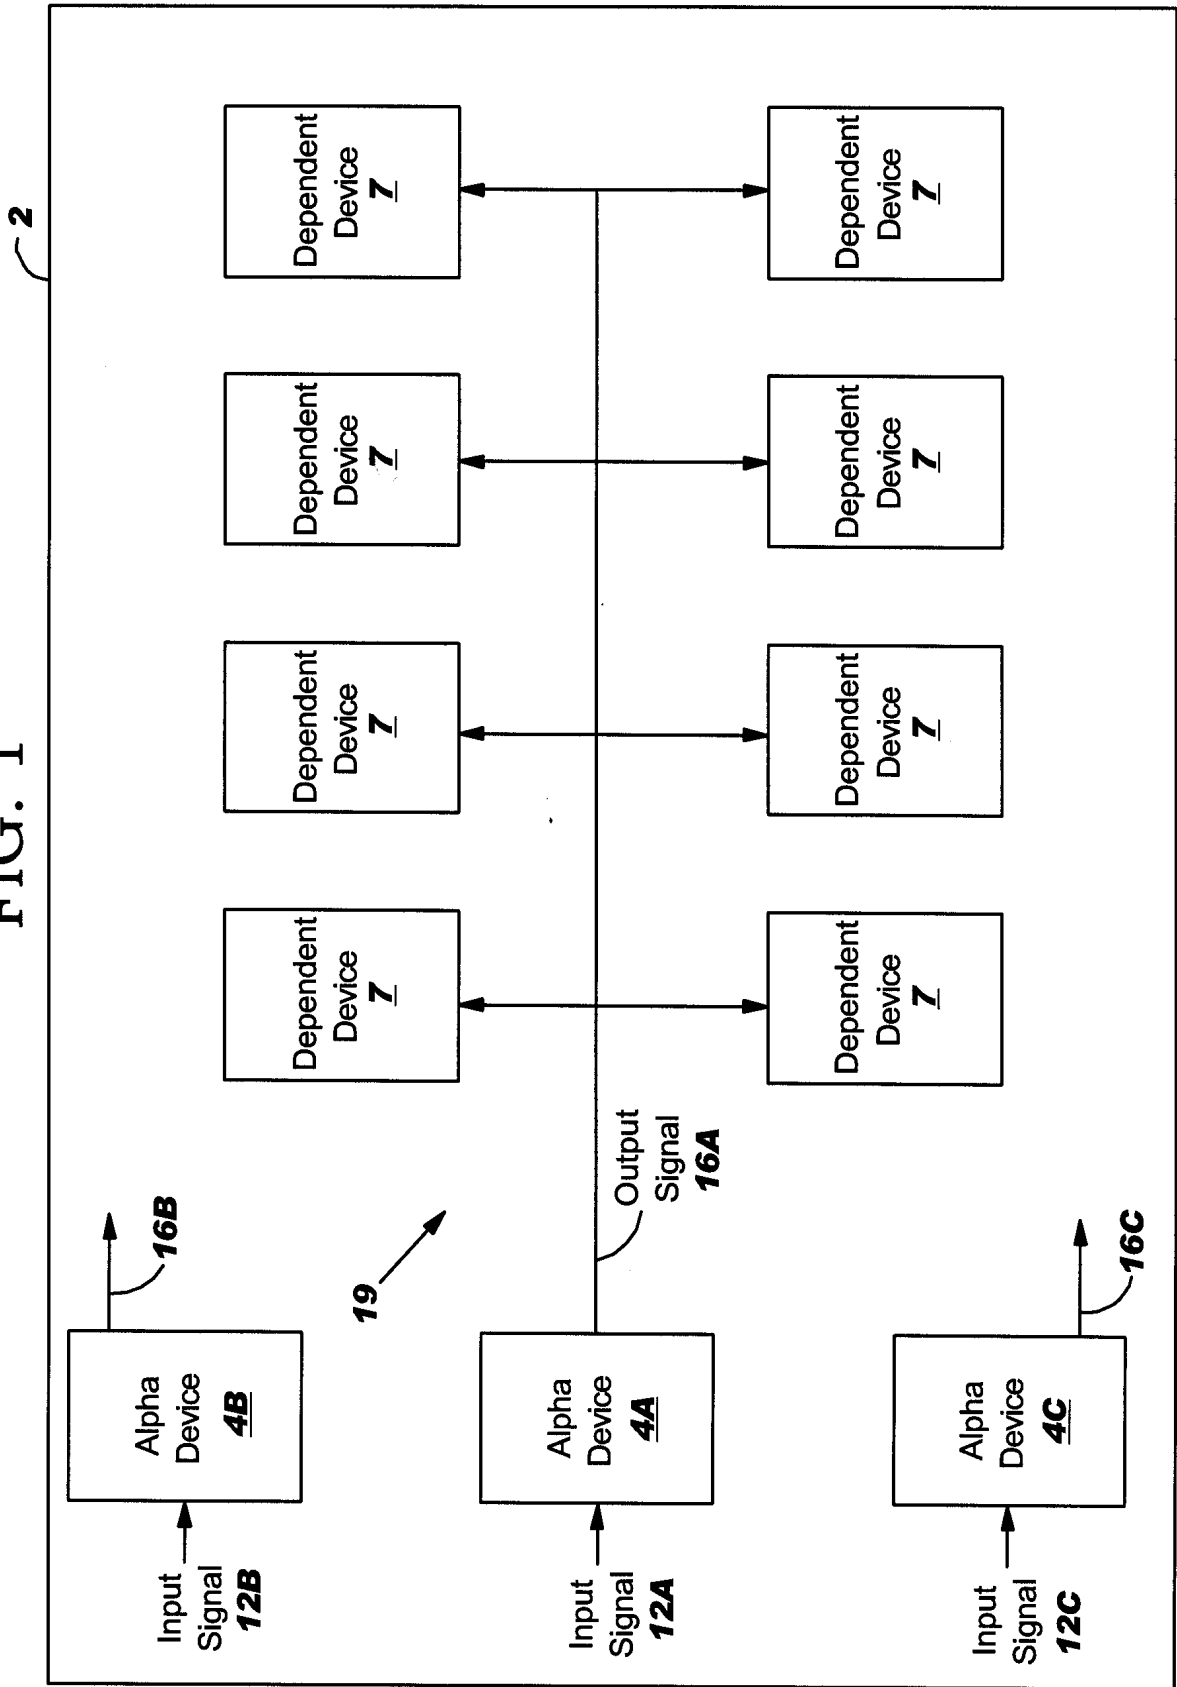 FIG. 1
2
Alpha
Device
4B
Input
Signal
12B
16B
Dependent
Device
7
Dependent
Device
7
Dependent
Device
7
Dependent
Device
7
19
Alpha
Device
4A
Input
Signal
12A
Output
Signal
16A
Alpha
Device
4C
Input
Signal
12C
16C
Dependent
Device
7
Dependent
Device
7
Dependent
Device
7
Dependent
Device
7